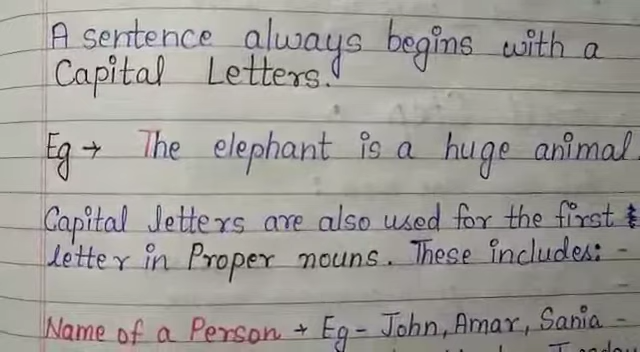 A sentence always begins with a
Capital Letters.
Eg → The elephant is a huge animal.
Capital letters are also used for the first
letter in Proper nouns. These includes: -
Name of a Person → Eg - John, Amar, Sania -